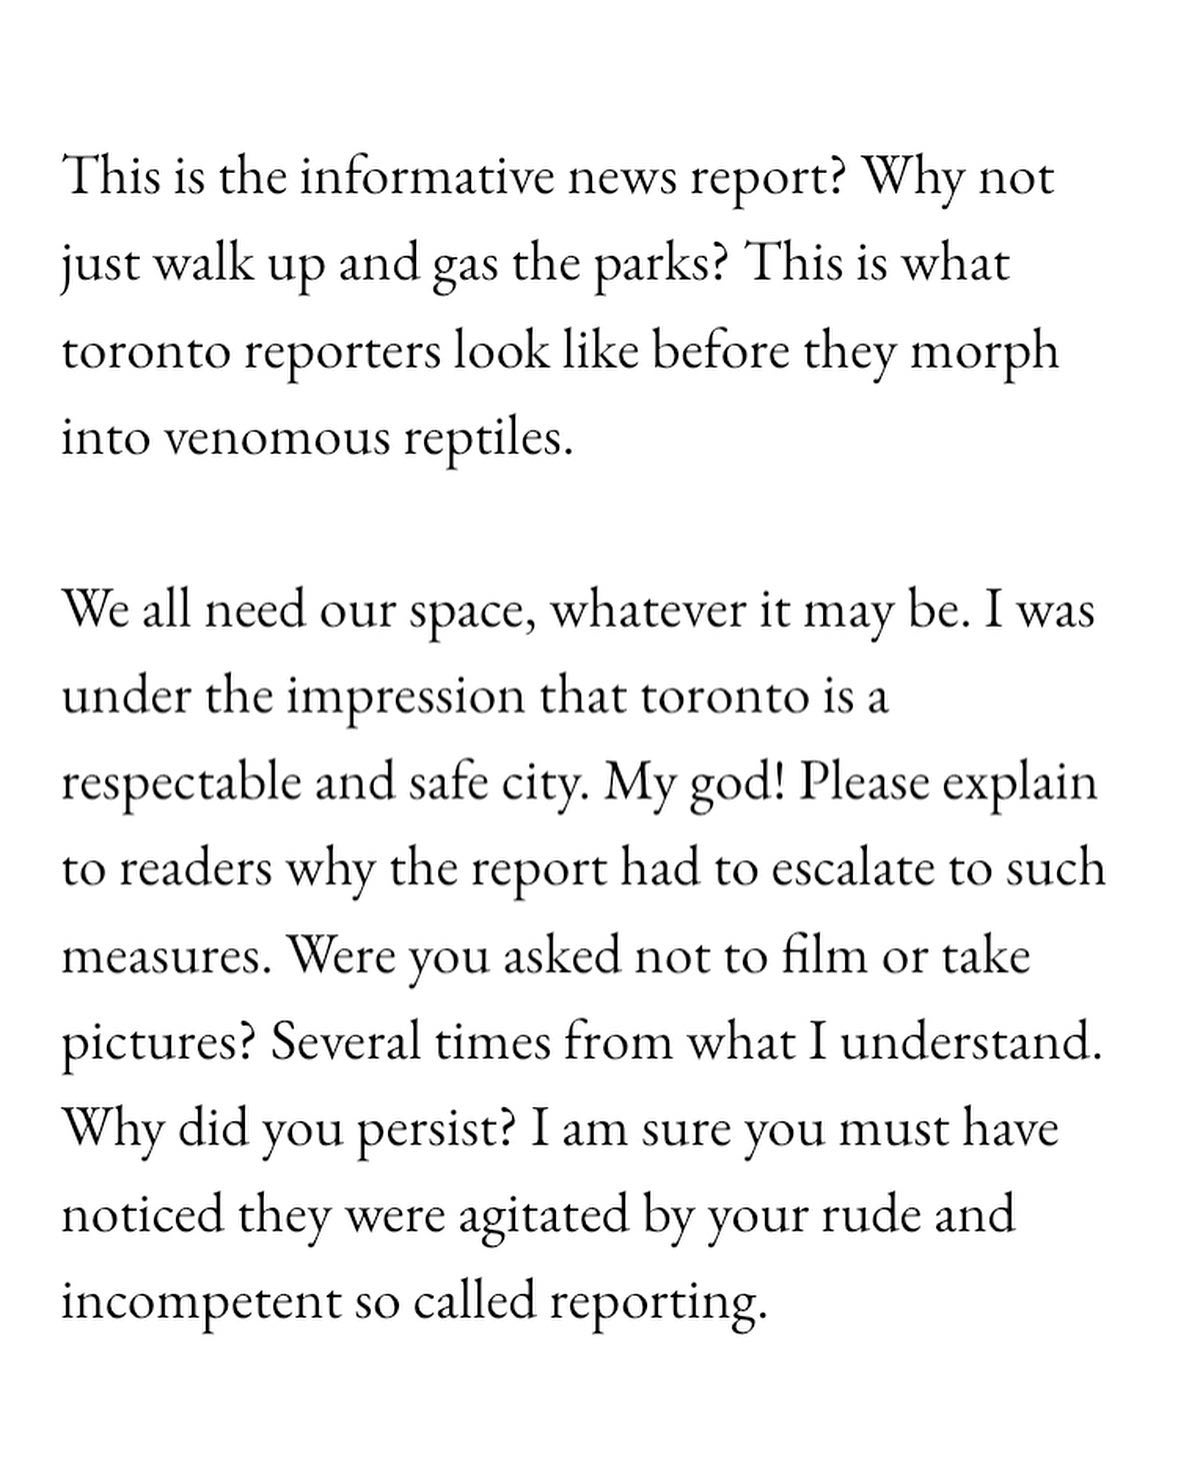 This is the informative news report? Why not
just walk up and gas the parks? This is what
toronto reporters look like before they morph
into venomous reptiles.
We all need our space, whatever it may be. I was
under the impression that toronto is a
respectable and safe city. My god! Please explain
to readers why the report had to escalate to such
measures. Were you asked not to film or take
pictures? Several times from what I understand.
Why did you persist? I am sure you must have
noticed they were agitated by your rude and
incompetent so called reporting.